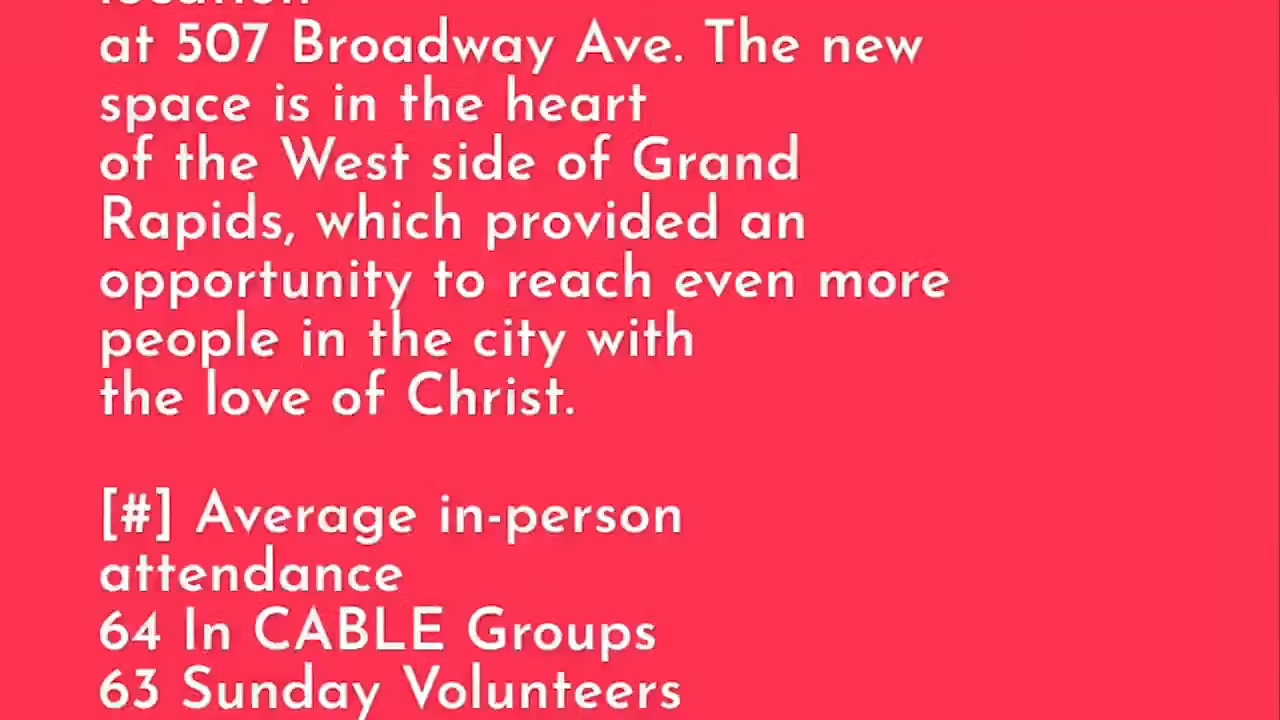 location
at 507 Broadway Ave. The new
space is in the heart
of the West side of Grand
Rapids, which provided an
opportunity to reach even more
people in the city with
the love of Christ.
[#] Average in-person
attendance
64 In CABLE Groups
63 Sunday Volunteers